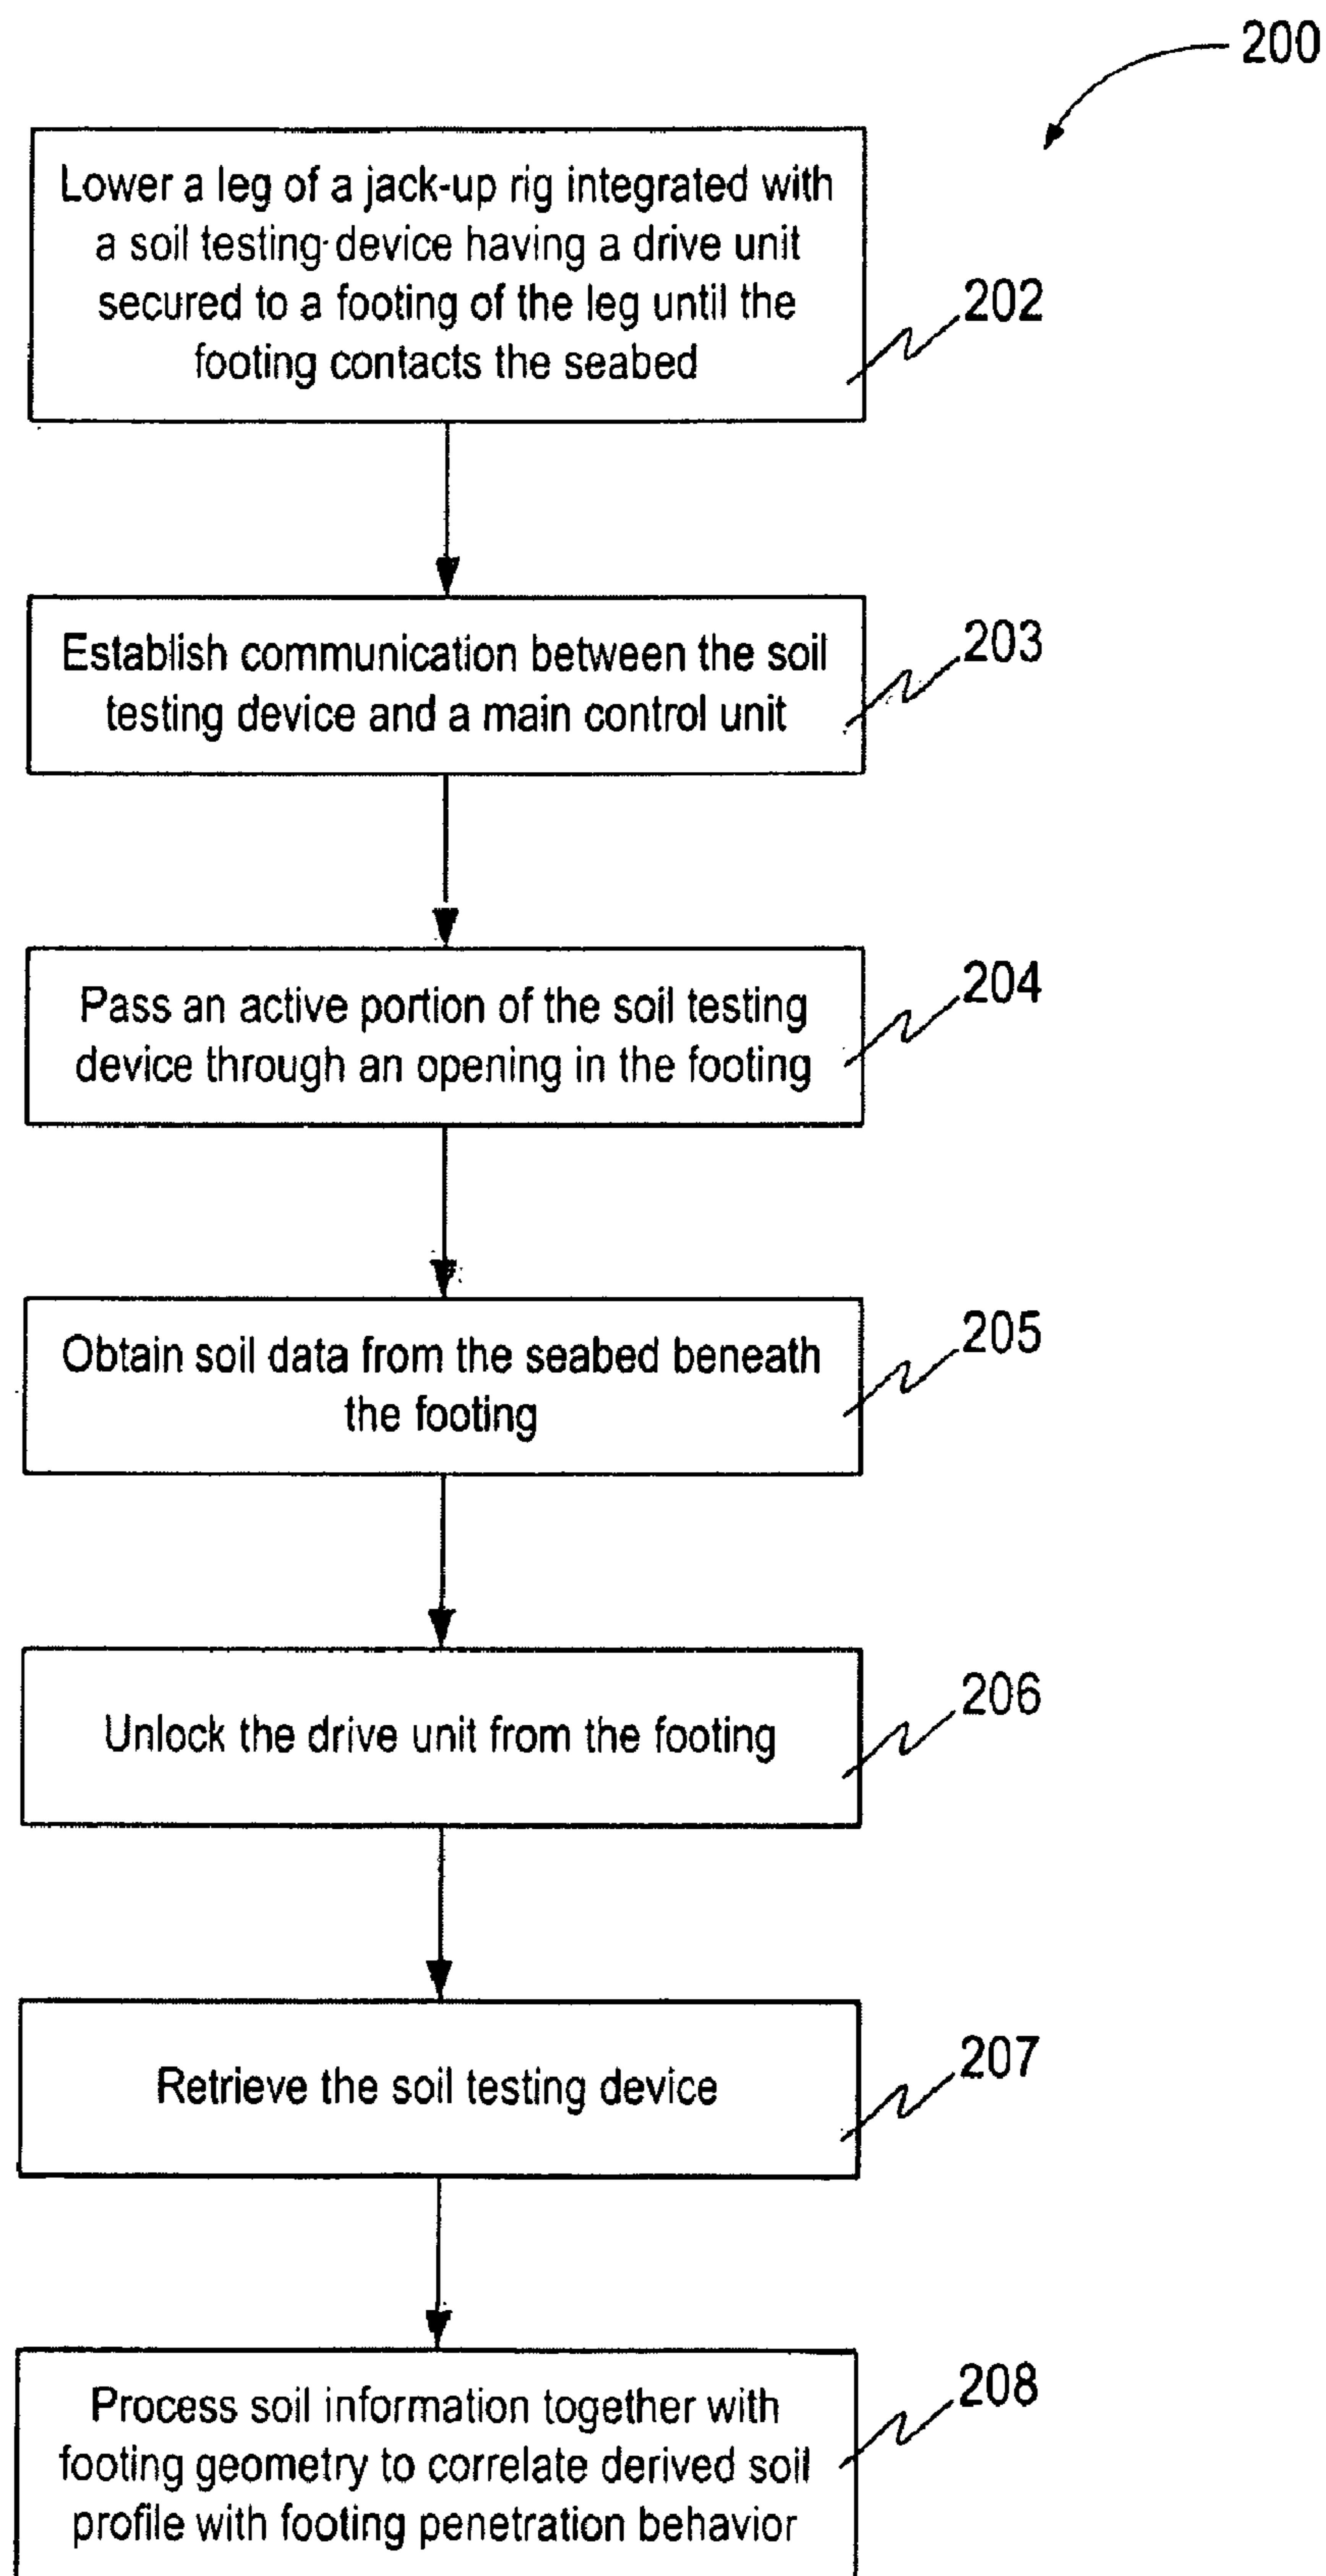 200
Lower a leg of a jack-up rig integrated with
a soil testing device having a drive unit
secured to a footing of the leg until the
footing contacts the seabed
202
Establish communication between the soil
testing device and a main control unit
203
Pass an active portion of the soil testing
device through an opening in the footing
204
Obtain soil data from the seabed beneath
the footing
205
Unlock the drive unit from the footing
206
Retrieve the soil testing device
207
Process soil information together with
footing geometry to correlate derived soil
profile with footing penetration behavior
208